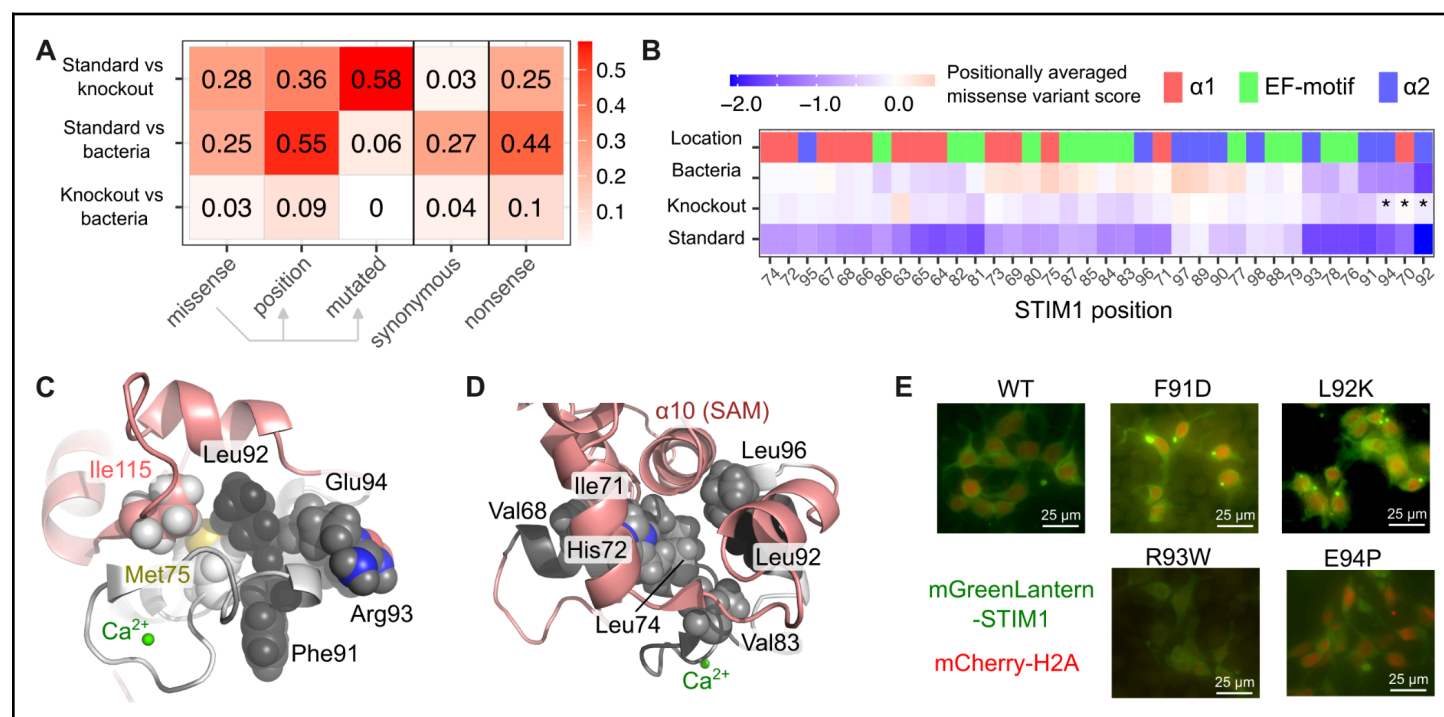 A
Standard vs
knockout
0.28 0.36 0.58 0.03 0.25
Standard vs
bacteria
0.25 0.55 0.06 0.27 0.44
Knockout vs
bacteria
0.03 0.09 0 0.04 0.1
0.5
0.4
0.3
0.2
0.1
missense position mutated synonymous nonsense
B
−2.0 −1.0 0.0
Positionally averaged
missense variant score
α1 EF-motif α2
Location
Bacteria
Knockout
* * *
Standard
74 72 95 67 68 66 86 63 65 64 82 81 73 69 80 75 87 85 84 83 96 71 97 89 90 77 98 88 79 93 78 76 91 94 70 92
STIM1 position
C
Leu92
Ile115
Glu94
Met75
Arg93
Ca2+
Phe91
D
α10 (SAM)
Leu96
Ile71
Val68
His72
Leu92
Leu74
Val83
Ca2+
E
WT F91D L92K
25 µm 25 µm 25 µm
R93W E94P
mGreenLantern
-STIM1
mCherry-H2A
25 µm 25 µm